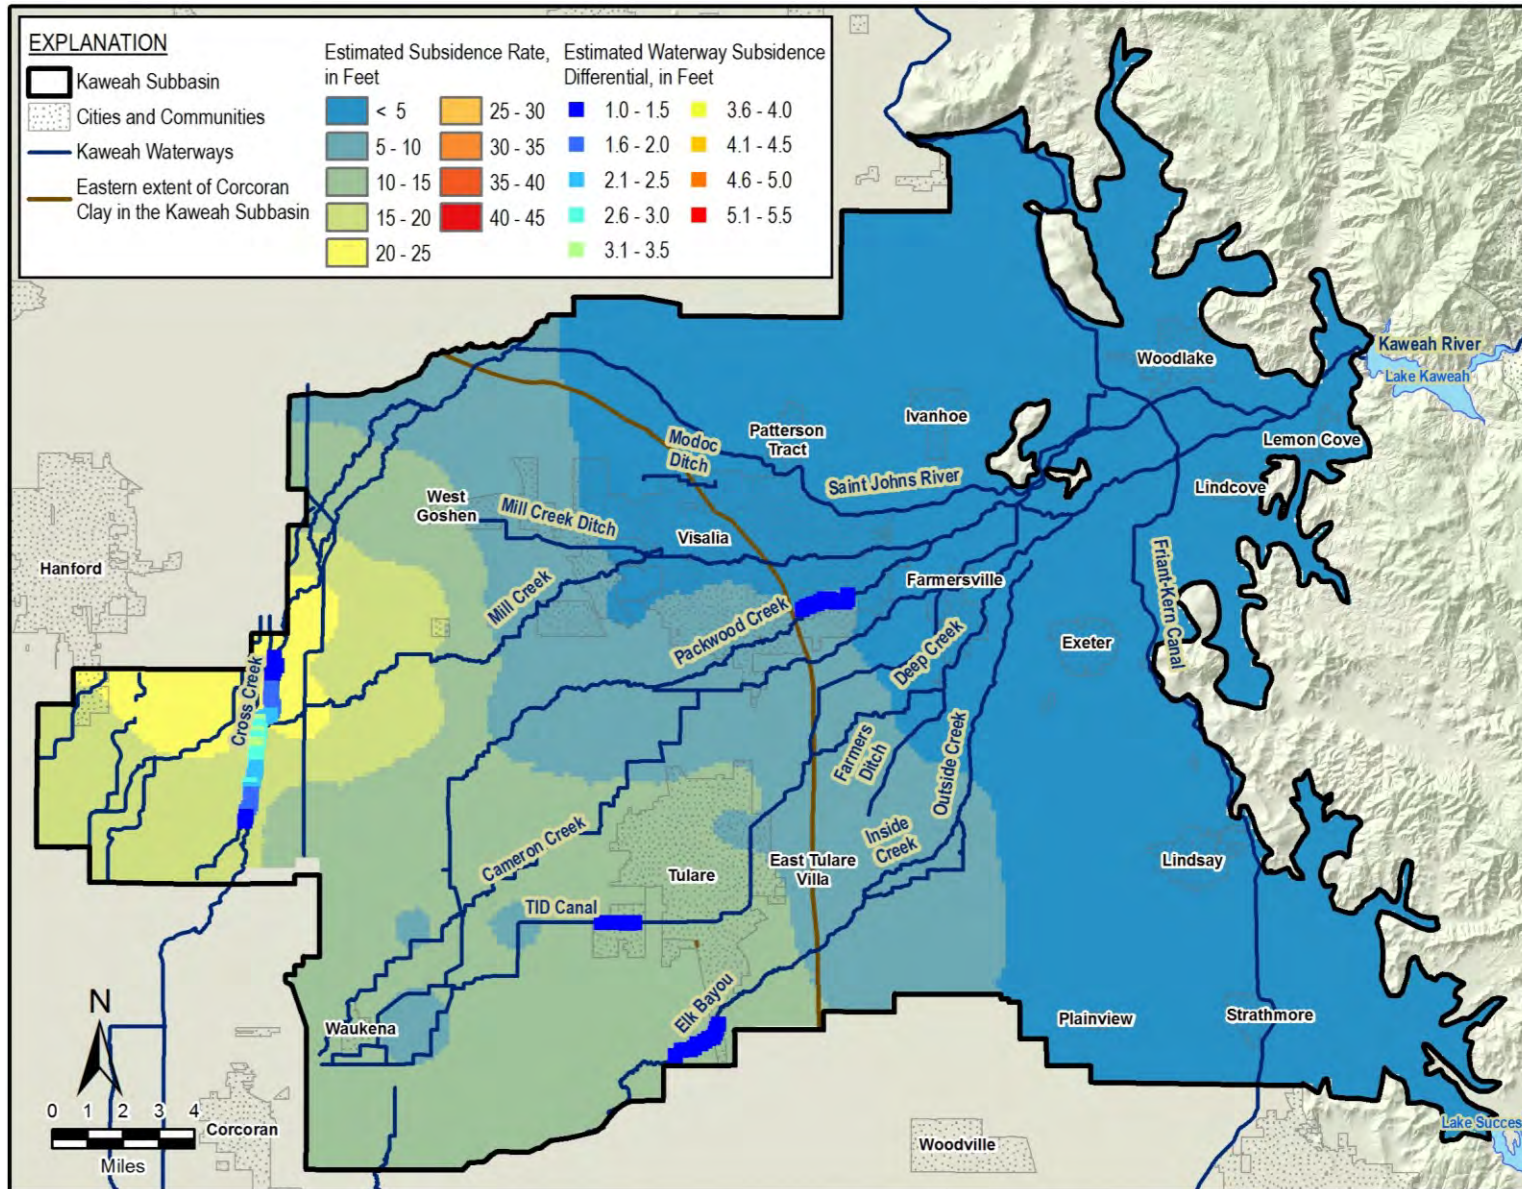 EXPLANATION
Kaweah Subbasin
Cities and Communities
Kaweah Waterways
Eastern extent of Corcoran
Clay in the Kaweah Subbasin
Estimated Subsidence Rate,
in Feet
< 5
5 - 10
10 - 15
15 - 20
20 - 25
25 - 30
30 - 35
35 - 40
40 - 45
Estimated Waterway Subsidence
Differential, in Feet
1.0 - 1.5
1.6 - 2.0
2.1 - 2.5
2.6 - 3.0
3.1 - 3.5
3.6 - 4.0
4.1 - 4.5
4.6 - 5.0
5.1 - 5.5
Kaweah River
Lake Kaweah
Woodlake
Ivanhoe
Patterson
Tract
Modoc
Ditch
Lemon Cove
Saint Johns River
Lindcove
West
Goshen
Mill Creek Ditch
Visalia
Hanford
Mill Creek
Farmersville
Friant-Kern Canal
Packwood Creek
Exeter
Deep Creek
Cross Creek
Farmers
Ditch
Outside Creek
Inside
Creek
Cameron Creek
Tulare
East Tulare
Villa
Lindsay
TID Canal
Elk Bayou
Waukena
Plainview
Strathmore
N
0 1 2 3 4
Miles
Corcoran
Woodville
Lake Succes